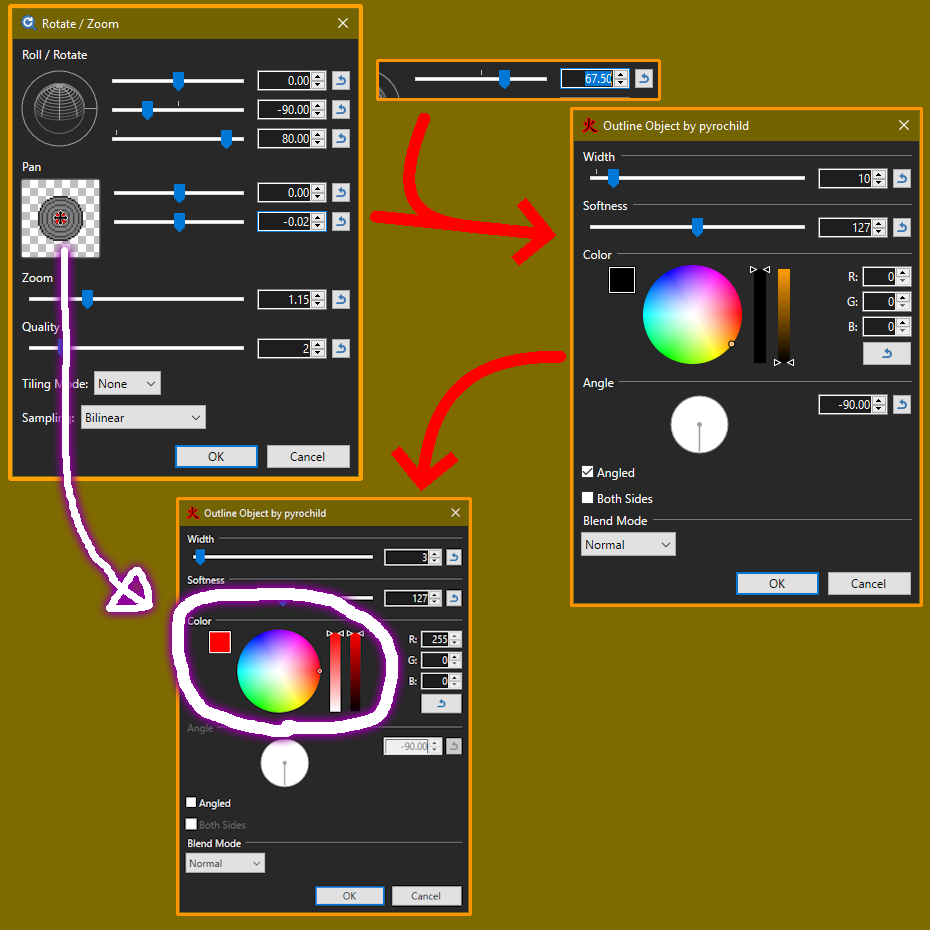 Rotate / Zoom
Roll / Rotate
0.00
-90.00
80.00
Pan
0.00
-0.02
Zoom
1.15
Quality
2
Tiling Mode: None
Sampling: Bilinear
OK Cancel
67.50
Outline Object by pyrochild
Width
10
Softness
127
Color
R: 0
G: 0
B: 0
Angle
-90.00
Angled
Both Sides
Blend Mode
Normal
OK Cancel
火 Outline Object by pyrochild
Width
3
Softness
127
Color
R: 255
G: 0
B: 0
Angle
-90.00
Angled
Both Sides
Blend Mode
Normal
OK Cancel